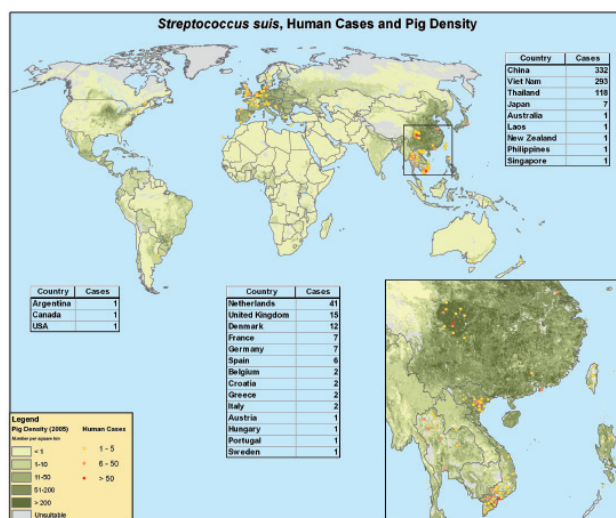 Streptococcus suis, Human Cases and Pig Density
Country Cases
China 332
Viet Nam 293
Thailand 118
Japan 7
Australia 1
Laos 1
New Zealand 1
Philippines 1
Singapore 1
Country Cases
Argentina 1
Canada 1
USA 1
Country Cases
Netherlands 41
United Kingdom 15
Denmark 12
France 7
Germany 7
Spain 6
Belgium 2
Croatia 2
Greece 2
Italy 2
Austria 1
Hungary 1
Portugal 1
Sweden 1
Legend
Pig Density (2005) Human Cases
Number per square km
< 1
1-10
11-50
51-200
> 200
Unsuitable
1 - 5
6 - 50
> 50